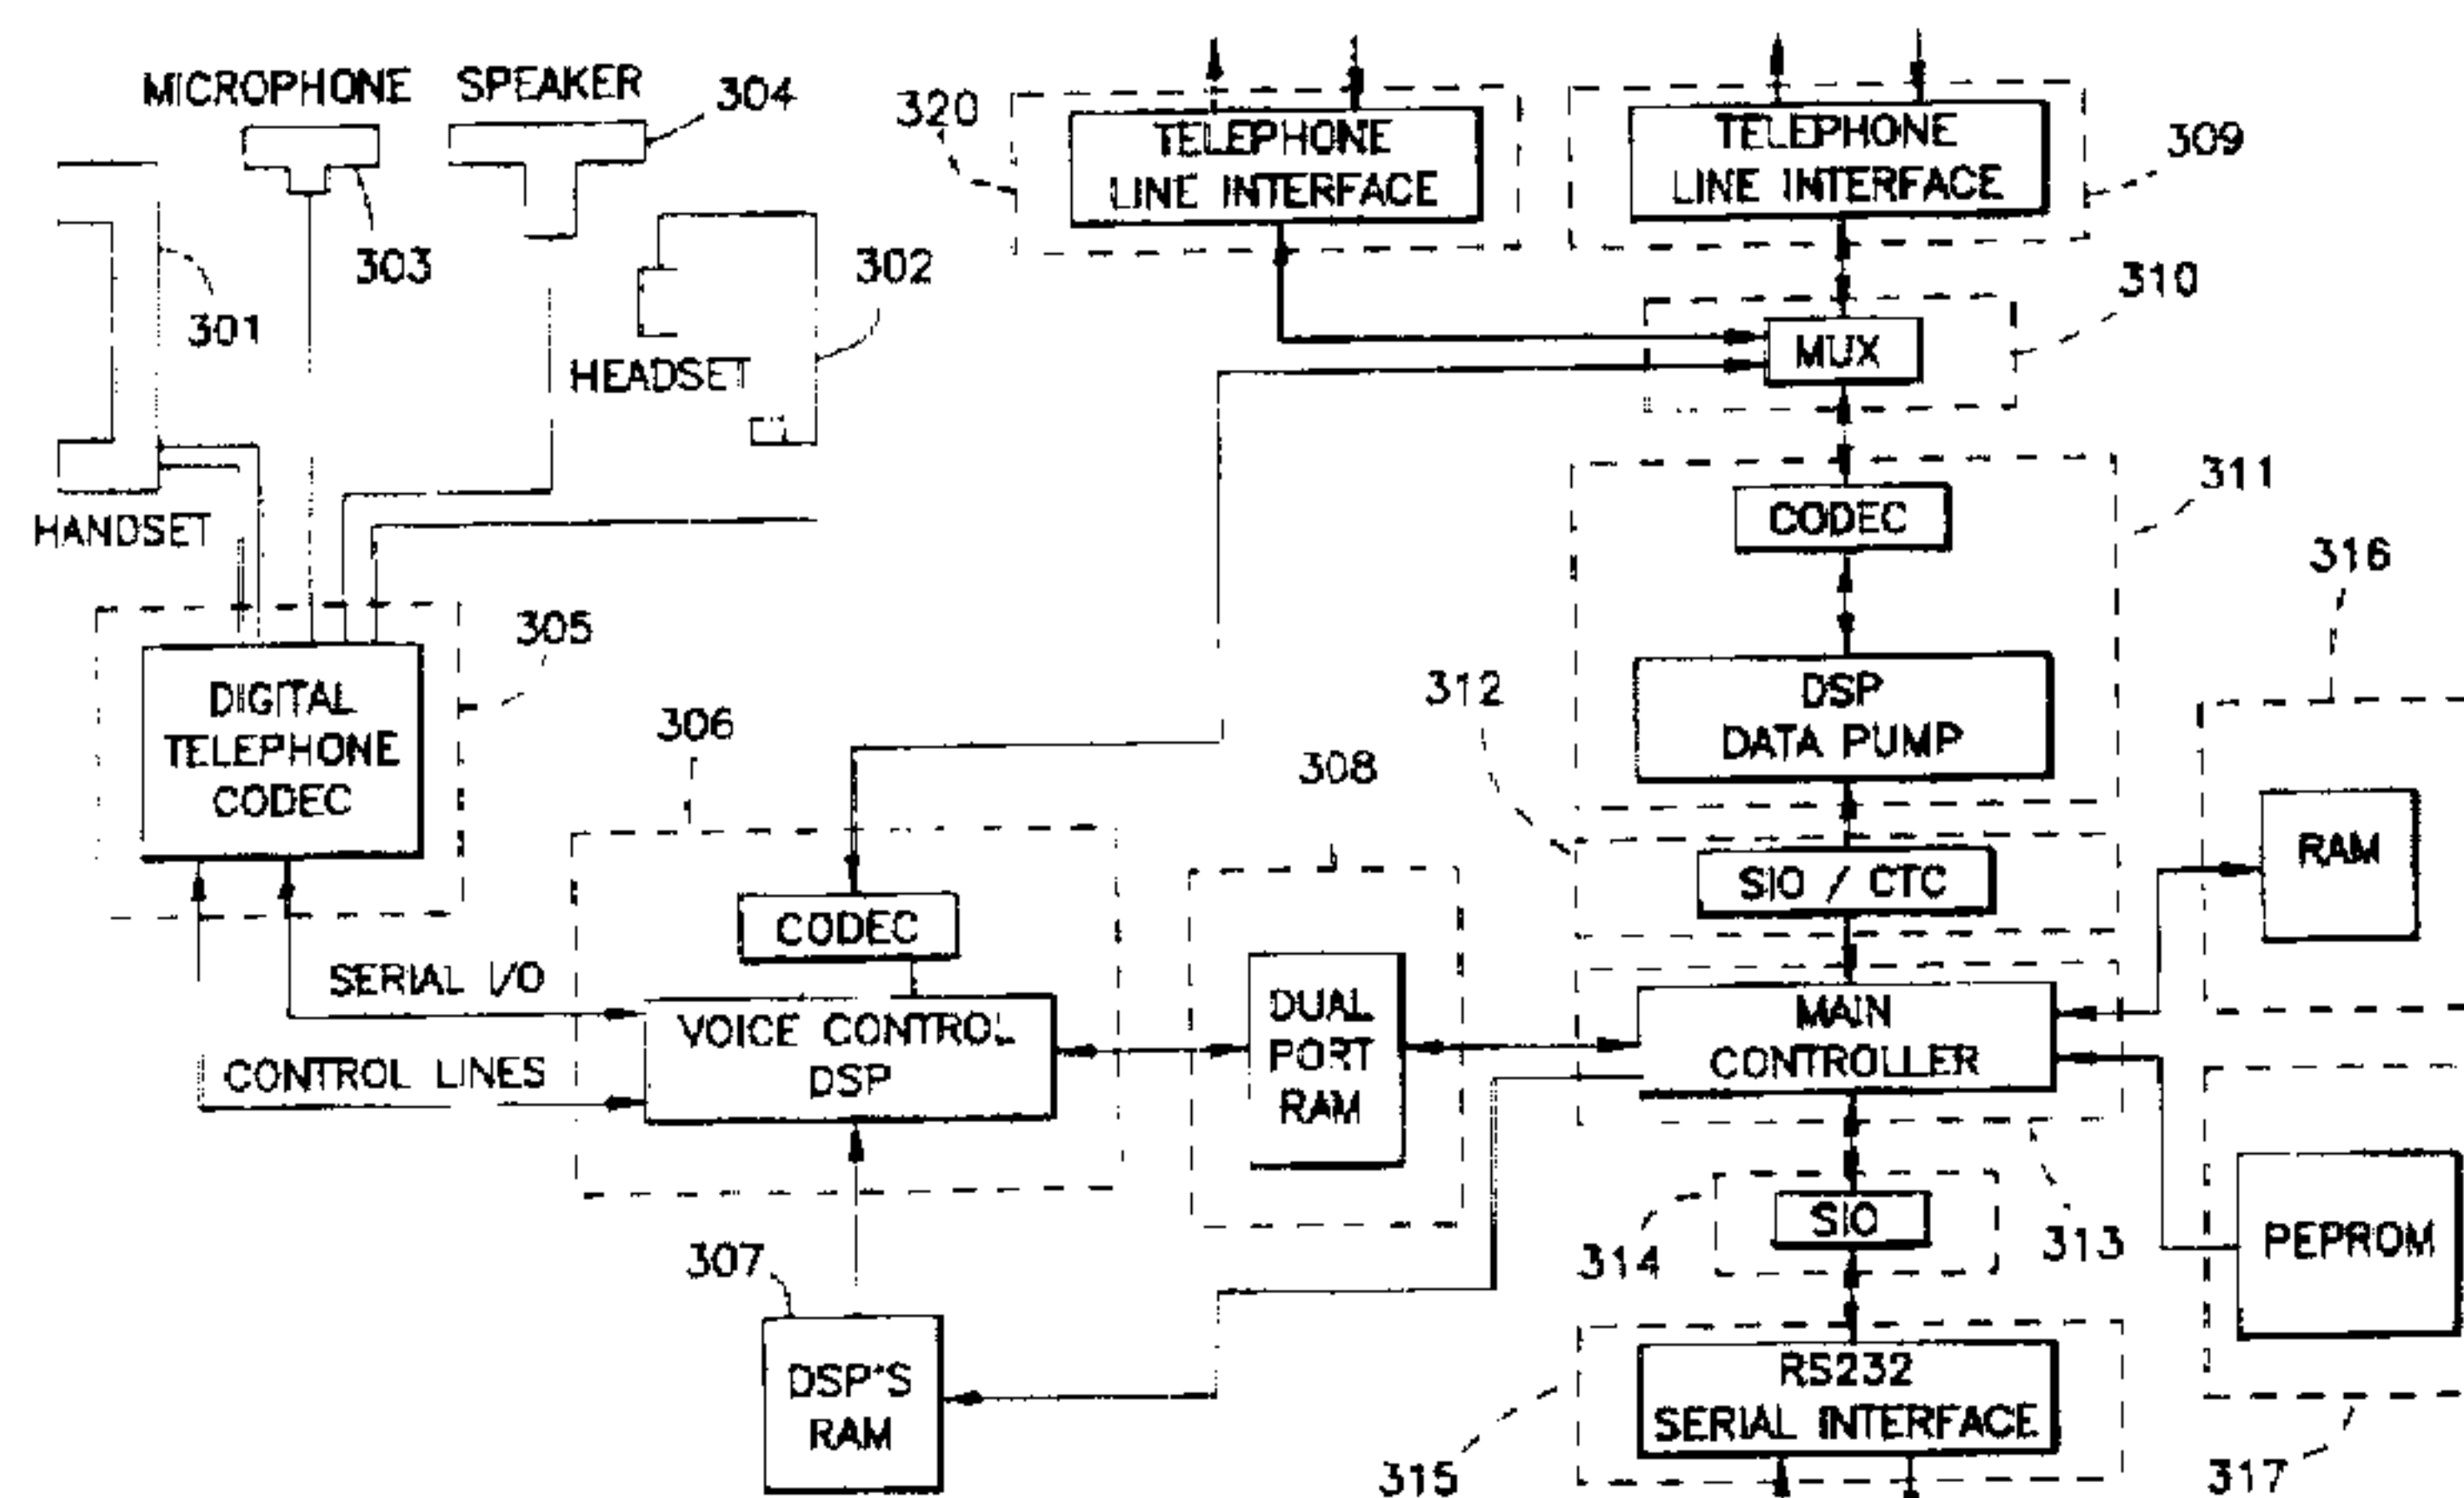 MICROPHONE
SPEAKER
304
303
301
302
HEADSET
HANDSET
320
TELEPHONE
LINE INTERFACE
TELEPHONE
LINE INTERFACE
309
310
MUX
311
CODEC
316
312
DSP
DATA PUMP
305
DIGITAL
TELEPHONE
CODEC
306
308
SIO / CTC
RAM
CODEC
SERIAL I/O
VOICE CONTROL
DSP
CONTROL LINES
DUAL
PORT
RAM
MAIN
CONTROLLER
313
314
SIO
PEPROM
307
DSP'S
RAM
RS232
SERIAL INTERFACE
315
317